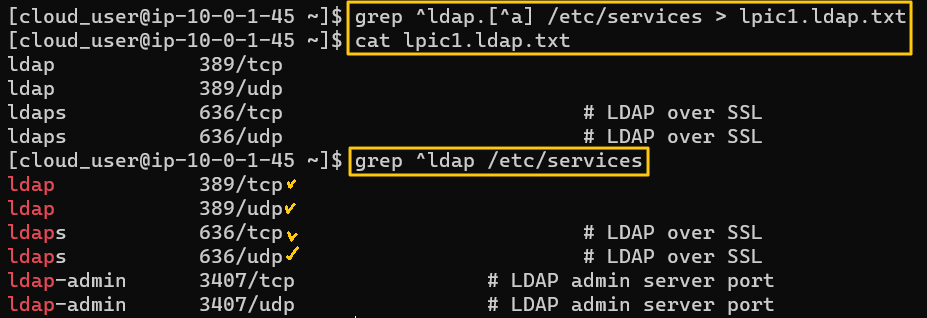 [cloud_user@ip-10-0-1-45 ~]$ grep ^ldap.[^a] /etc/services > lpic1.ldap.txt
[cloud_user@ip-10-0-1-45 ~]$ cat lpic1.ldap.txt
ldap            389/tcp
ldap            389/udp
ldaps           636/tcp                         # LDAP over SSL
ldaps           636/udp                         # LDAP over SSL
[cloud_user@ip-10-0-1-45 ~]$ grep ^ldap /etc/services
ldap            389/tcp
ldap            389/udp
ldaps           636/tcp                         # LDAP over SSL
ldaps           636/udp                         # LDAP over SSL
ldap-admin      3407/tcp                # LDAP admin server port
ldap-admin      3407/udp                # LDAP admin server port